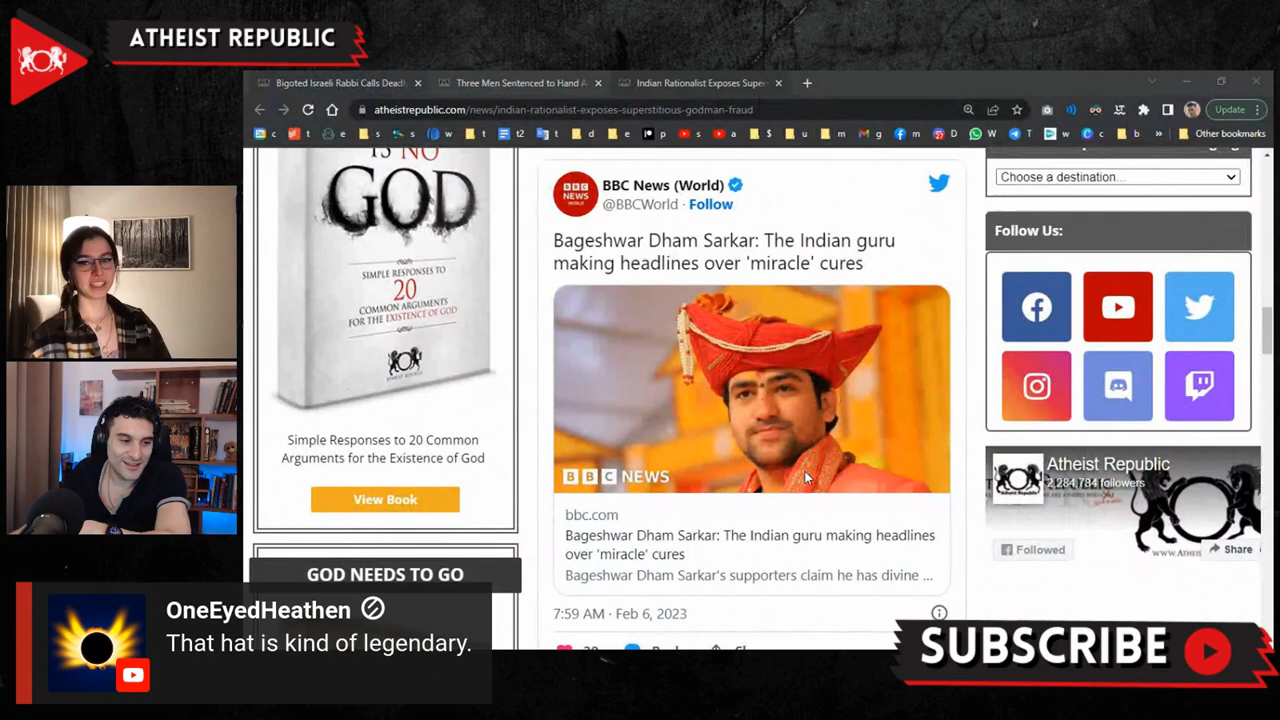 ATHEIST REPUBLIC
Bigoted Israeli Rabbi Calls Dead
Three Men Sentenced to Hand A
Indian Rationalist Exposes Super
atheistrepublic.com/news/indian-rationalist-exposes-superstitious-godman-fraud
Update
c t e s s w t t2 t d e p s a $ u m g m D W T w c b » Other bookmarks
IS NO
GOD
SIMPLE RESPONSES TO
20
COMMON ARGUMENTS
FOR THE EXISTENCE OF GOD
Simple Responses to 20 Common
Arguments for the Existence of God
View Book
GOD NEEDS TO GO
BBC
NEWS
WORLD
BBC News (World)
@BBCWorld · Follow
Bageshwar Dham Sarkar: The Indian guru
making headlines over 'miracle' cures
BBC NEWS
bbc.com
Bageshwar Dham Sarkar: The Indian guru making headlines
over 'miracle' cures
Bageshwar Dham Sarkar's supporters claim he has divine ...
7:59 AM · Feb 6, 2023
Choose a destination...
Follow Us:
Atheist Republic
2,284,784 followers
Followed
Share
OneEyedHeathen
That hat is kind of legendary.
SUBSCRIBE